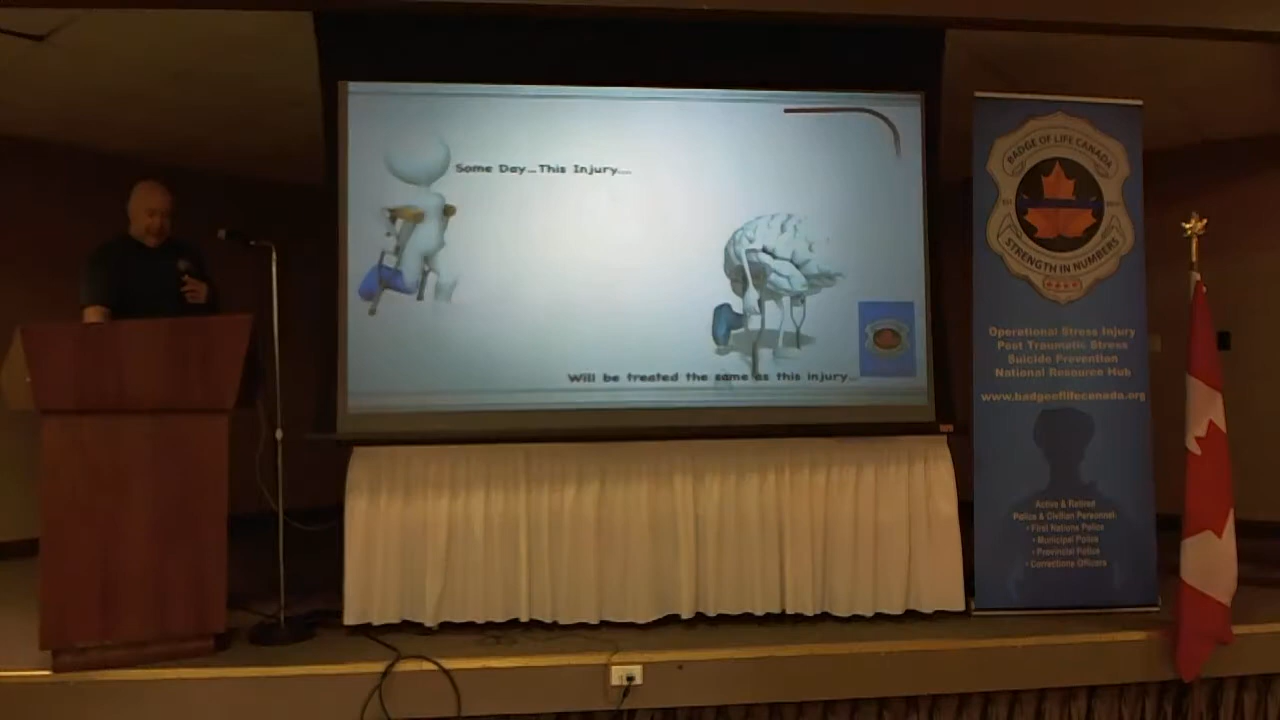 Some Day...This Injury....
Will be treated the same as this injury...
BADGE OF LIFE CANADA
STRENGTH IN NUMBERS
Operational Stress Injury
Post Traumatic Stress
Suicide Prevention
National Resource Hub
www.badgeoflifecanada.org
Active & Retired
Police & Civilian Personnel:
• First Nations Police
• Municipal Police
• Provincial Police
• Corrections Officers